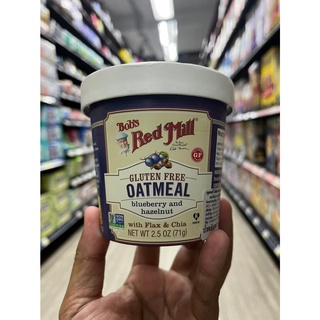 Bob's
Red Mill
GF
GLUTEN FREE
OATMEAL
blueberry and
hazelnut
with Flax & Chia
NET WT 2.5 OZ (71g)